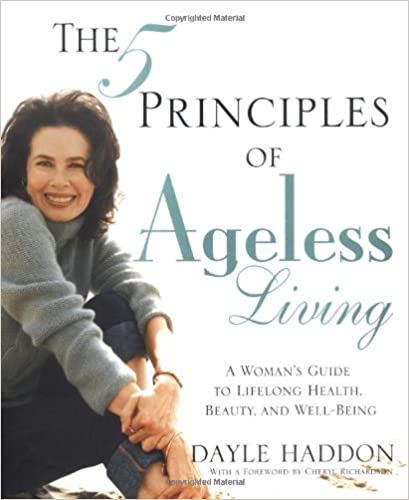 Copyrighted Material
THE 5
PRINCIPLES
OF
Ageless
Living
A WOMAN'S GUIDE
TO LIFELONG HEALTH,
BEAUTY, AND WELL-BEING
DAYLE HADDON
WITH A FOREWORD BY CHERYL RICHARDSON
Copyrighted Material